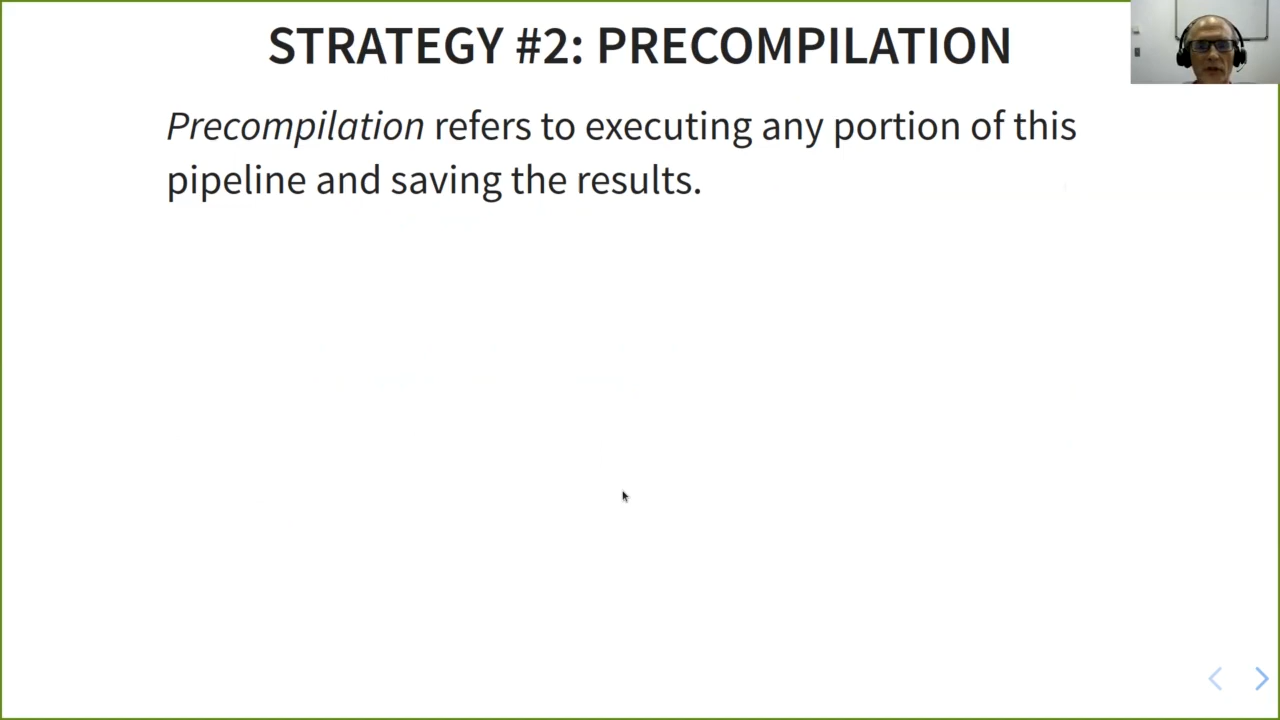 STRATEGY #2: PRECOMPILATION
Precompilation refers to executing any portion of this
pipeline and saving the results.